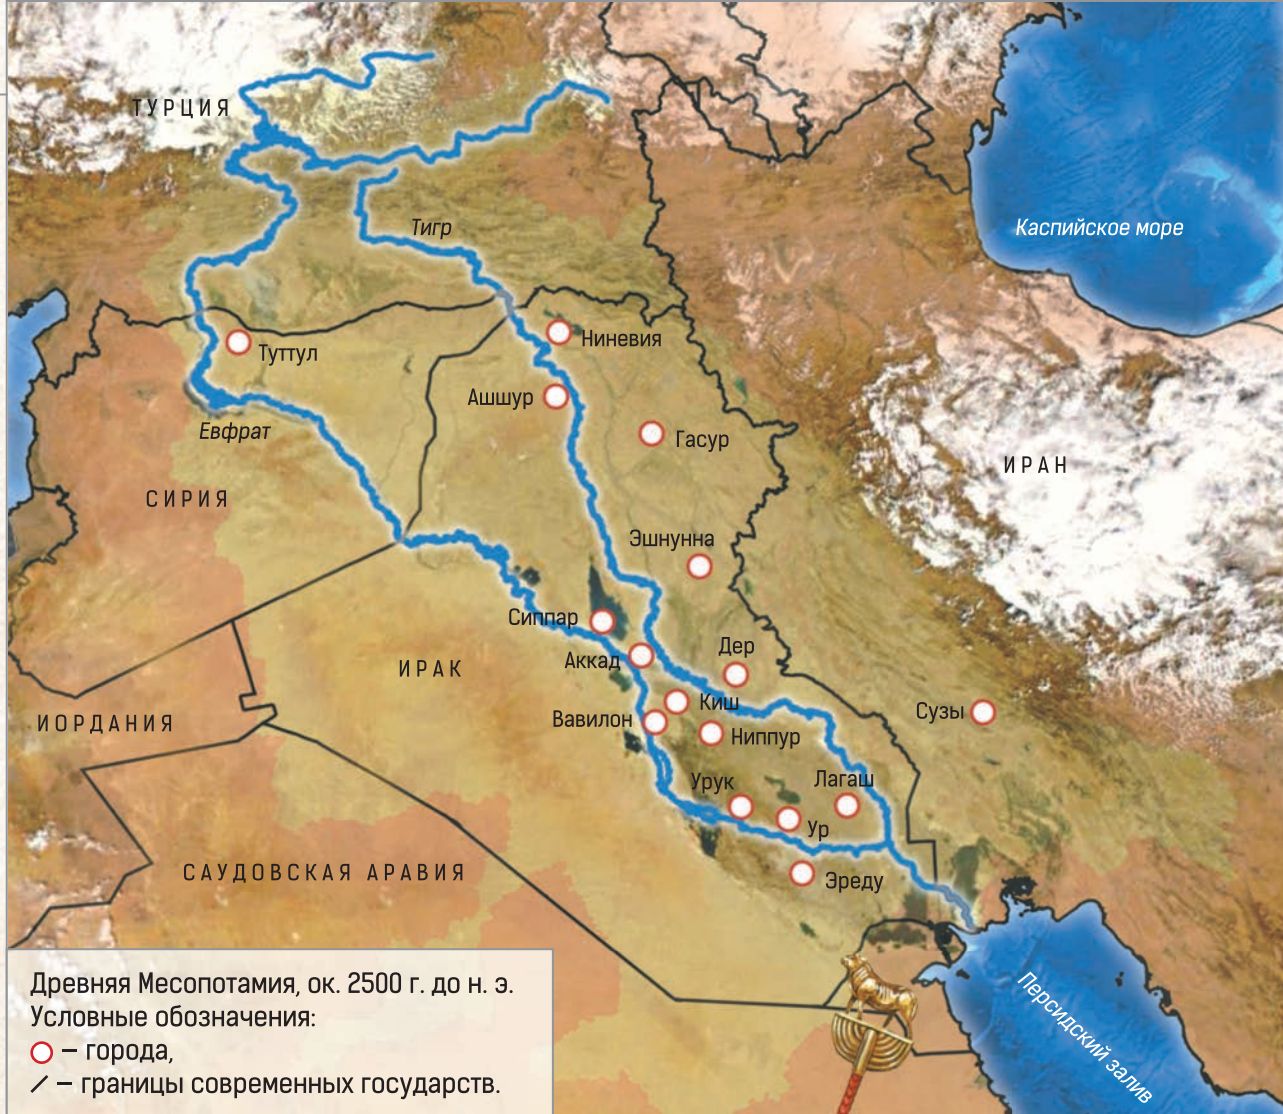 ТУРЦИЯ
Тигр
Каспийское море
Ниневия
Туттул
Ашшур
Евфрат
Гасур
ИРАН
СИРИЯ
Эшнунна
Сиппар
Дер
Аккад
ИРАК
Киш
Сузы
Вавилон
ИОРДАНИЯ
Ниппур
Урук
Лагаш
Ур
САУДОВСКАЯ АРАВИЯ
Эреду
Персидский залив
Древняя Месопотамия, ок. 2500 г. до н. э.
Условные обозначения:
– города,
– границы современных государств.